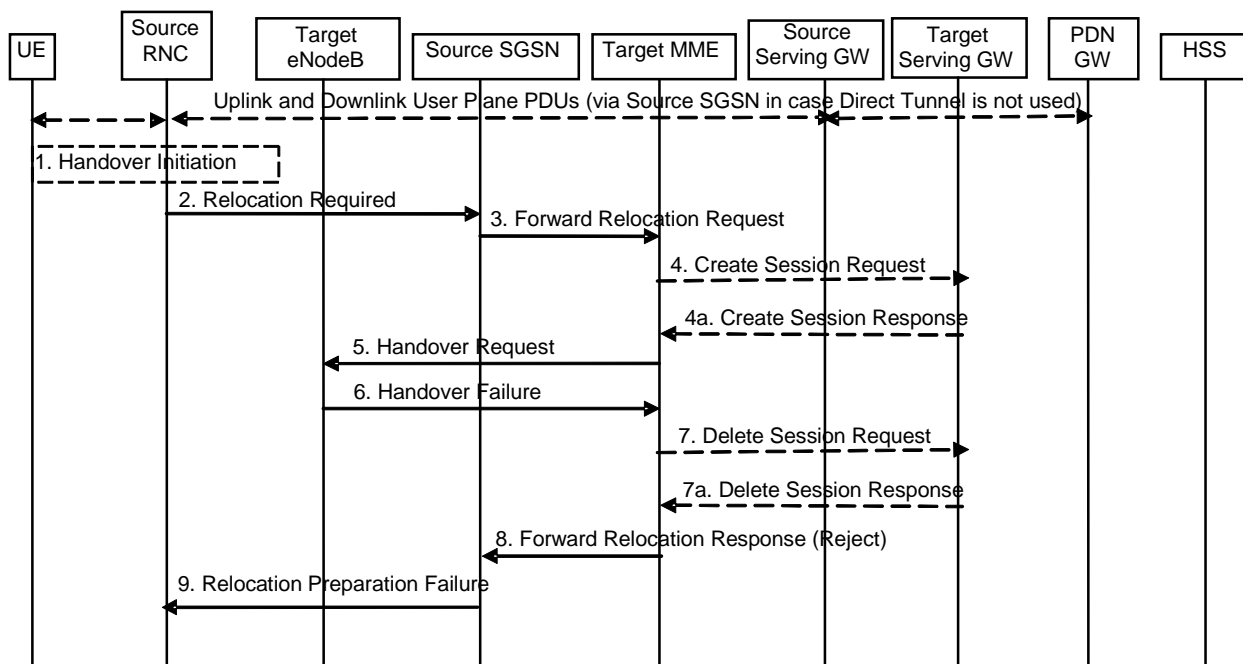 UE
Source
RNC
Target
eNodeB
Source SGSN
Target MME
Source
Serving GW
Target
Serving GW
PDN
GW
HSS
Uplink and Downlink User Plane PDUs (via Source SGSN in case Direct Tunnel is not used)
1. Handover Initiation
2. Relocation Required
3. Forward Relocation Request
4. Create Session Request
4a. Create Session Response
5. Handover Request
6. Handover Failure
7. Delete Session Request
7a. Delete Session Response
8. Forward Relocation Response (Reject)
9. Relocation Preparation Failure